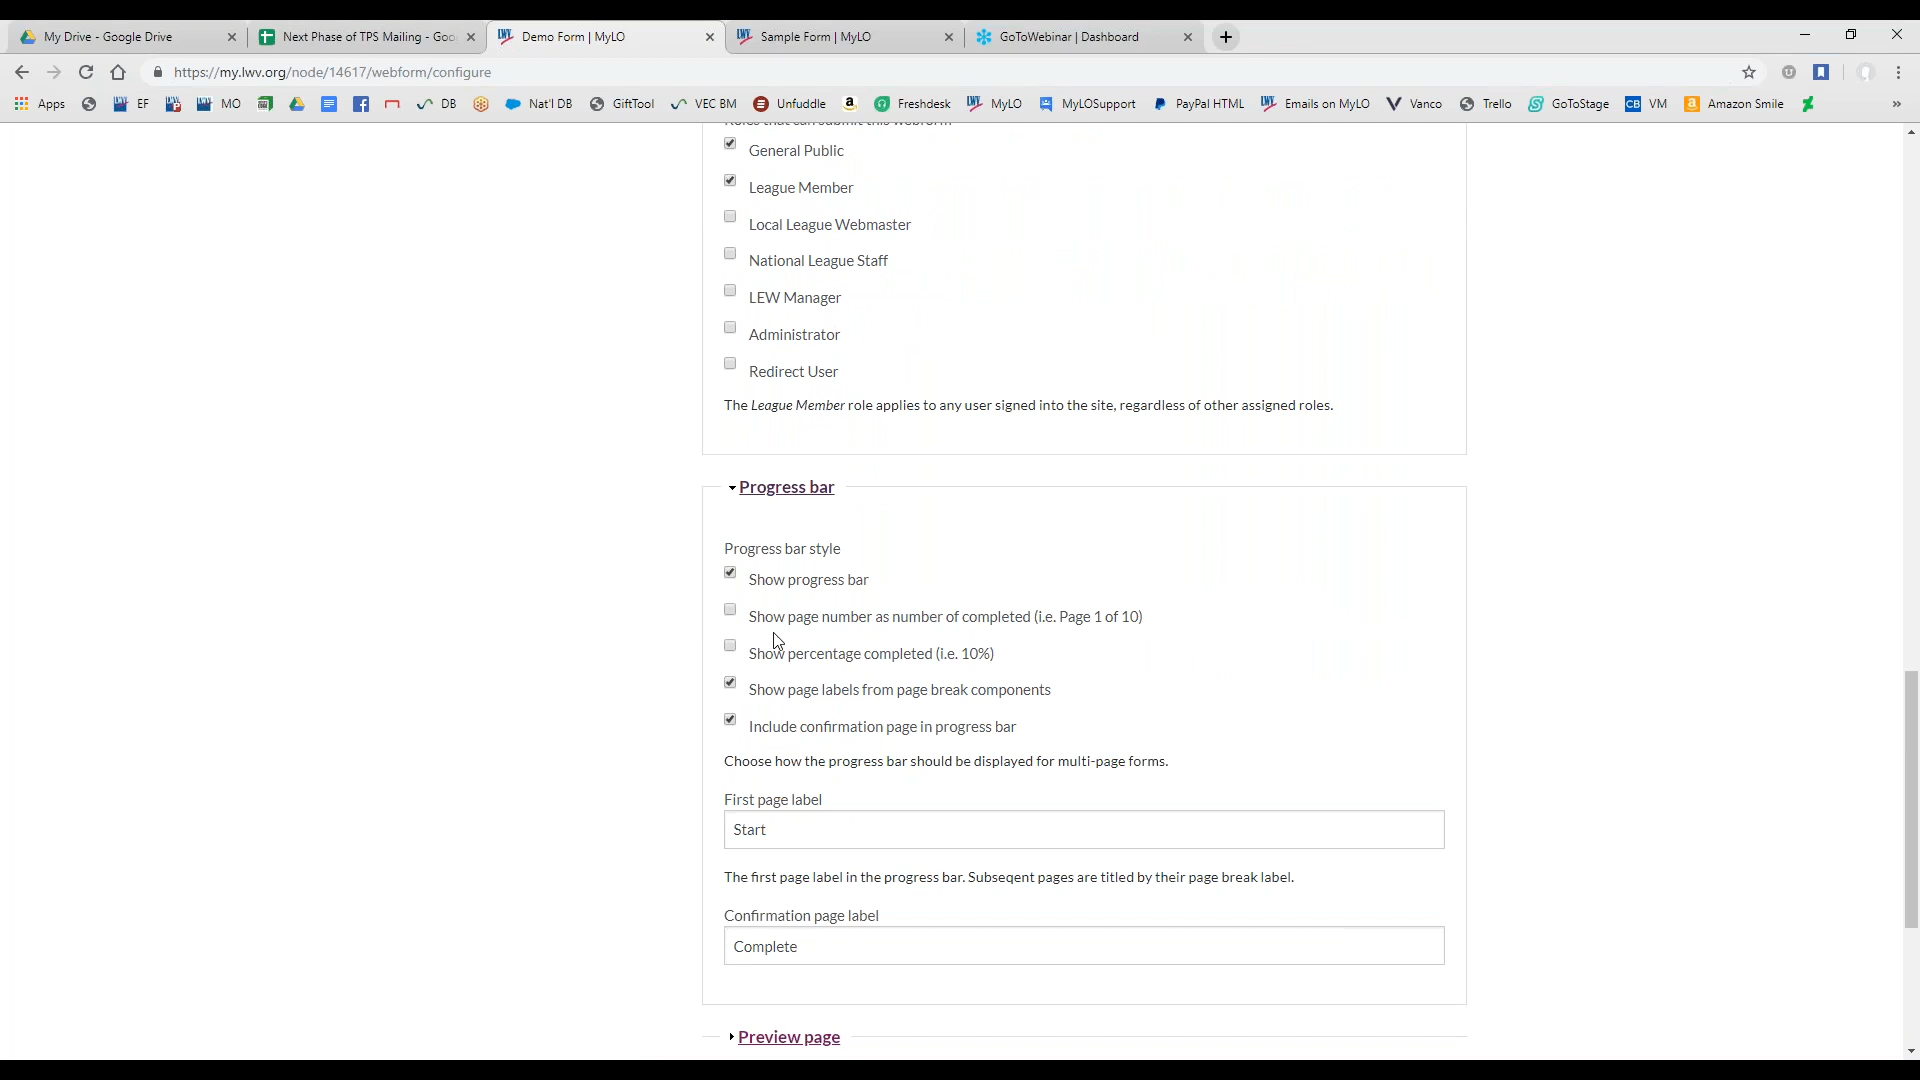 My Drive - Google Drive
Next Phase of TPS Mailing - Goo
Demo Form | MyLO
Sample Form | MyLO
GoToWebinar | Dashboard
https://my.lwv.org/node/14617/webform/configure
Apps
EF
MO
DB
Nat'l DB
GiftTool
VEC BM
Unfuddle
Freshdesk
MyLO
MyLOSupport
PayPal HTML
Emails on MyLO
Vanco
Trello
GoToStage
CB VM
Amazon Smile
Roles that can submit this webform
General Public
League Member
Local League Webmaster
National League Staff
LEW Manager
Administrator
Redirect User
The League Member role applies to any user signed into the site, regardless of other assigned roles.
Progress bar
Progress bar style
Show progress bar
Show page number as number of completed (i.e. Page 1 of 10)
Show percentage completed (i.e. 10%)
Show page labels from page break components
Include confirmation page in progress bar
Choose how the progress bar should be displayed for multi-page forms.
First page label
Start
The first page label in the progress bar. Subseqent pages are titled by their page break label.
Confirmation page label
Complete
Preview page